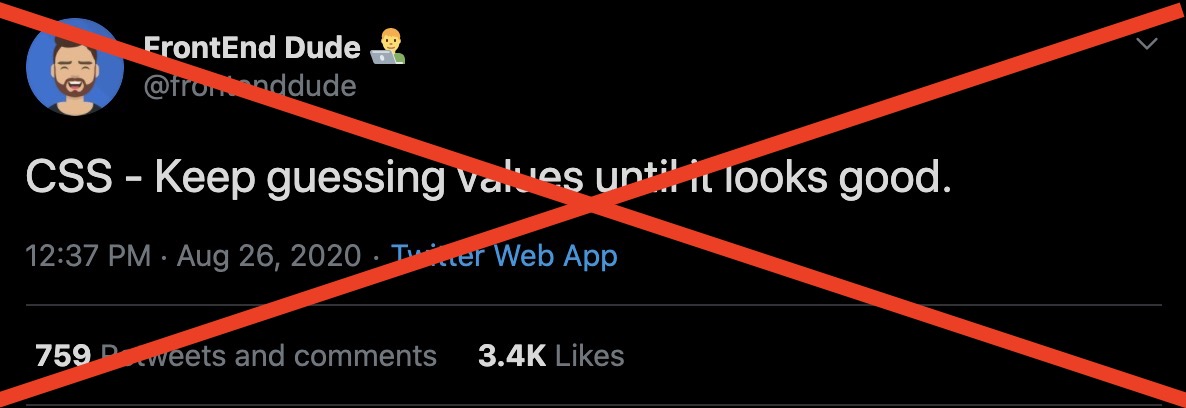 FrontEnd Dude
@frontenddude
CSS - Keep guessing values until it looks good.
12:37 PM · Aug 26, 2020 · Twitter Web App
759 Retweets and comments 3.4K Likes